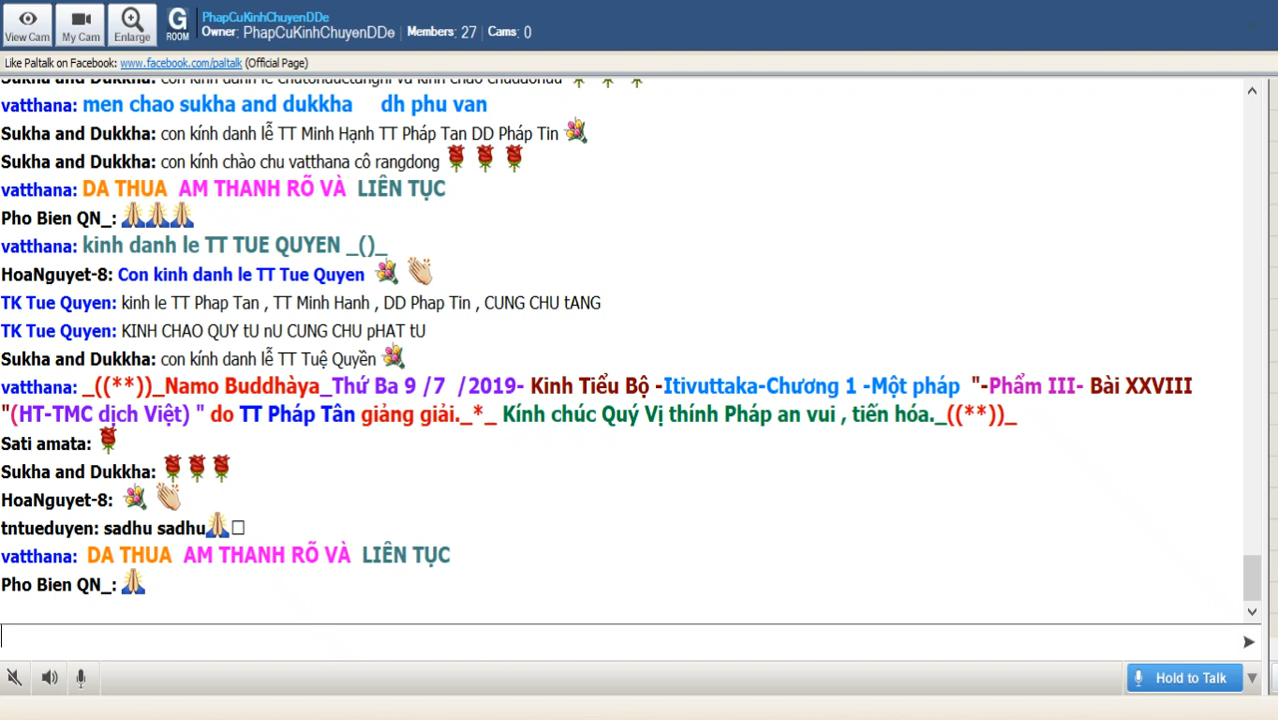 View Cam
My Cam
Enlarge
G
ROOM
PhapCuKinhChuyenDDe
Owner: PhapCuKinhChuyenDDe | Members: 27 | Cams: 0
Like Paltalk on Facebook: www.facebook.com/paltalk (Official Page)
vatthana: men chao sukha and dukkha dh phu van
Sukha and Dukkha: con kính danh lễ TT Minh Hạnh TT Pháp Tan DD Pháp Tin
Sukha and Dukkha: con kính chào chu vatthana cô rangdong
vatthana: DA THUA AM THANH RÕ VÀ LIÊN TỤC
Pho Bien QN_:
vatthana: kinh danh le TT TUE QUYEN _()_
HoaNguyet-8: Con kinh danh le TT Tue Quyen
TK Tue Quyen: kinh le TT Phap Tan , TT Minh Hanh , DD Phap Tin , CUNG CHU tANG
TK Tue Quyen: KINH CHAO QUY tU nU CUNG CHU pHAT tU
Sukha and Dukkha: con kính danh lễ TT Tuệ Quyền
vatthana: _((**))_Namo Buddhàya_Thứ Ba 9 /7 /2019- Kinh Tiểu Bộ -Itivuttaka-Chương 1 -Một pháp "-Phẩm III- Bài XXVIII
"(HT-TMC dịch Việt) " do TT Pháp Tân giảng giải._*_ Kính chúc Quý Vị thính Pháp an vui , tiến hóa._((**))_
Sati amata:
Sukha and Dukkha:
HoaNguyet-8:
tntueduyen: sadhu sadhu
vatthana: DA THUA AM THANH RÕ VÀ LIÊN TỤC
Pho Bien QN_:
Hold to Talk